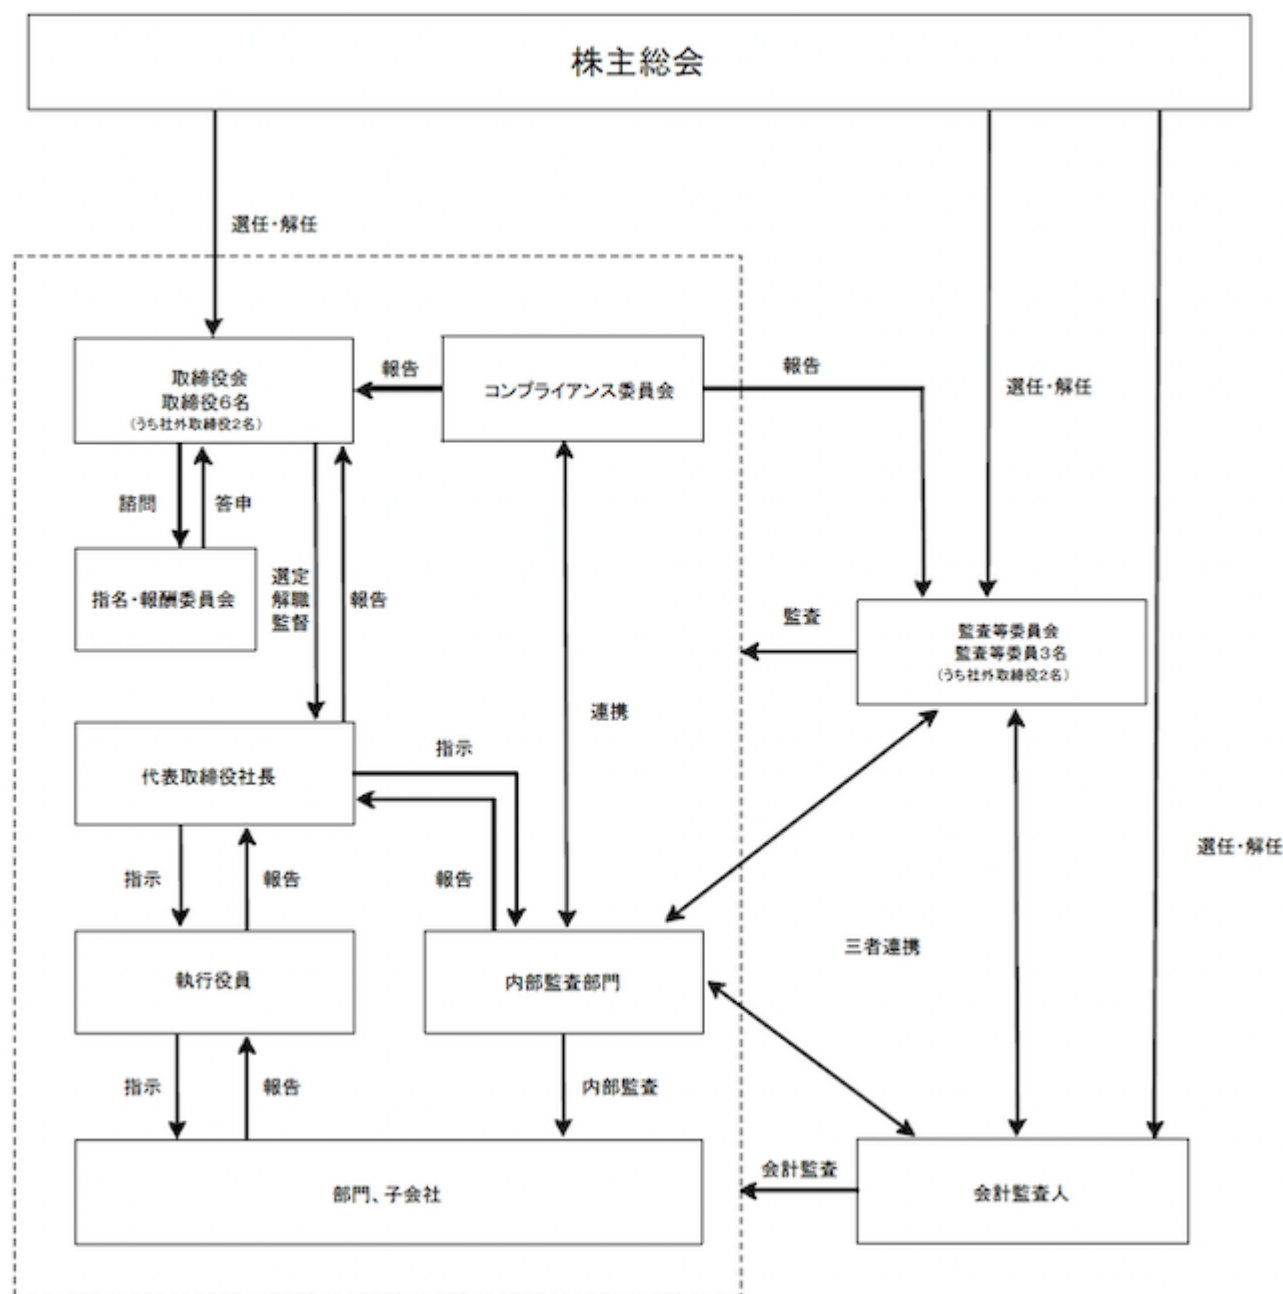 株主総会
選任・解任
取締役会
取締役6名
(うち社外取締役2名)
報告
コンプライアンス委員会
報告
選任・解任
諮問
答申
選定
解職
監督
報告
指名・報酬委員会
監査
監査等委員会
監査等委員3名
(うち社外取締役2名)
連携
代表取締役社長
指示
報告
指示
報告
選任・解任
執行役員
内部監査部門
三者連携
指示
報告
内部監査
部門、子会社
会計監査
会計監査人